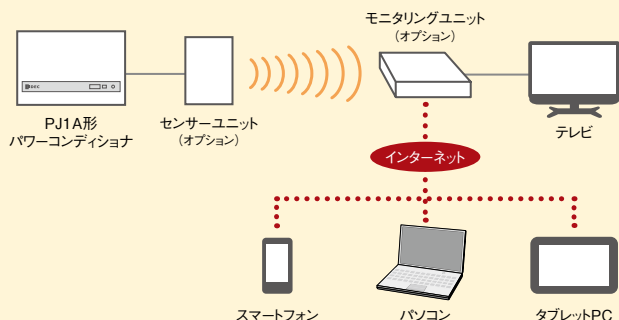 モニタリングユニット
(オプション)
IDEC
PJ1A形
パワーコンディショナ
センサーユニット
(オプション)
テレビ
インターネット
スマートフォン
パソコン
タブレットPC